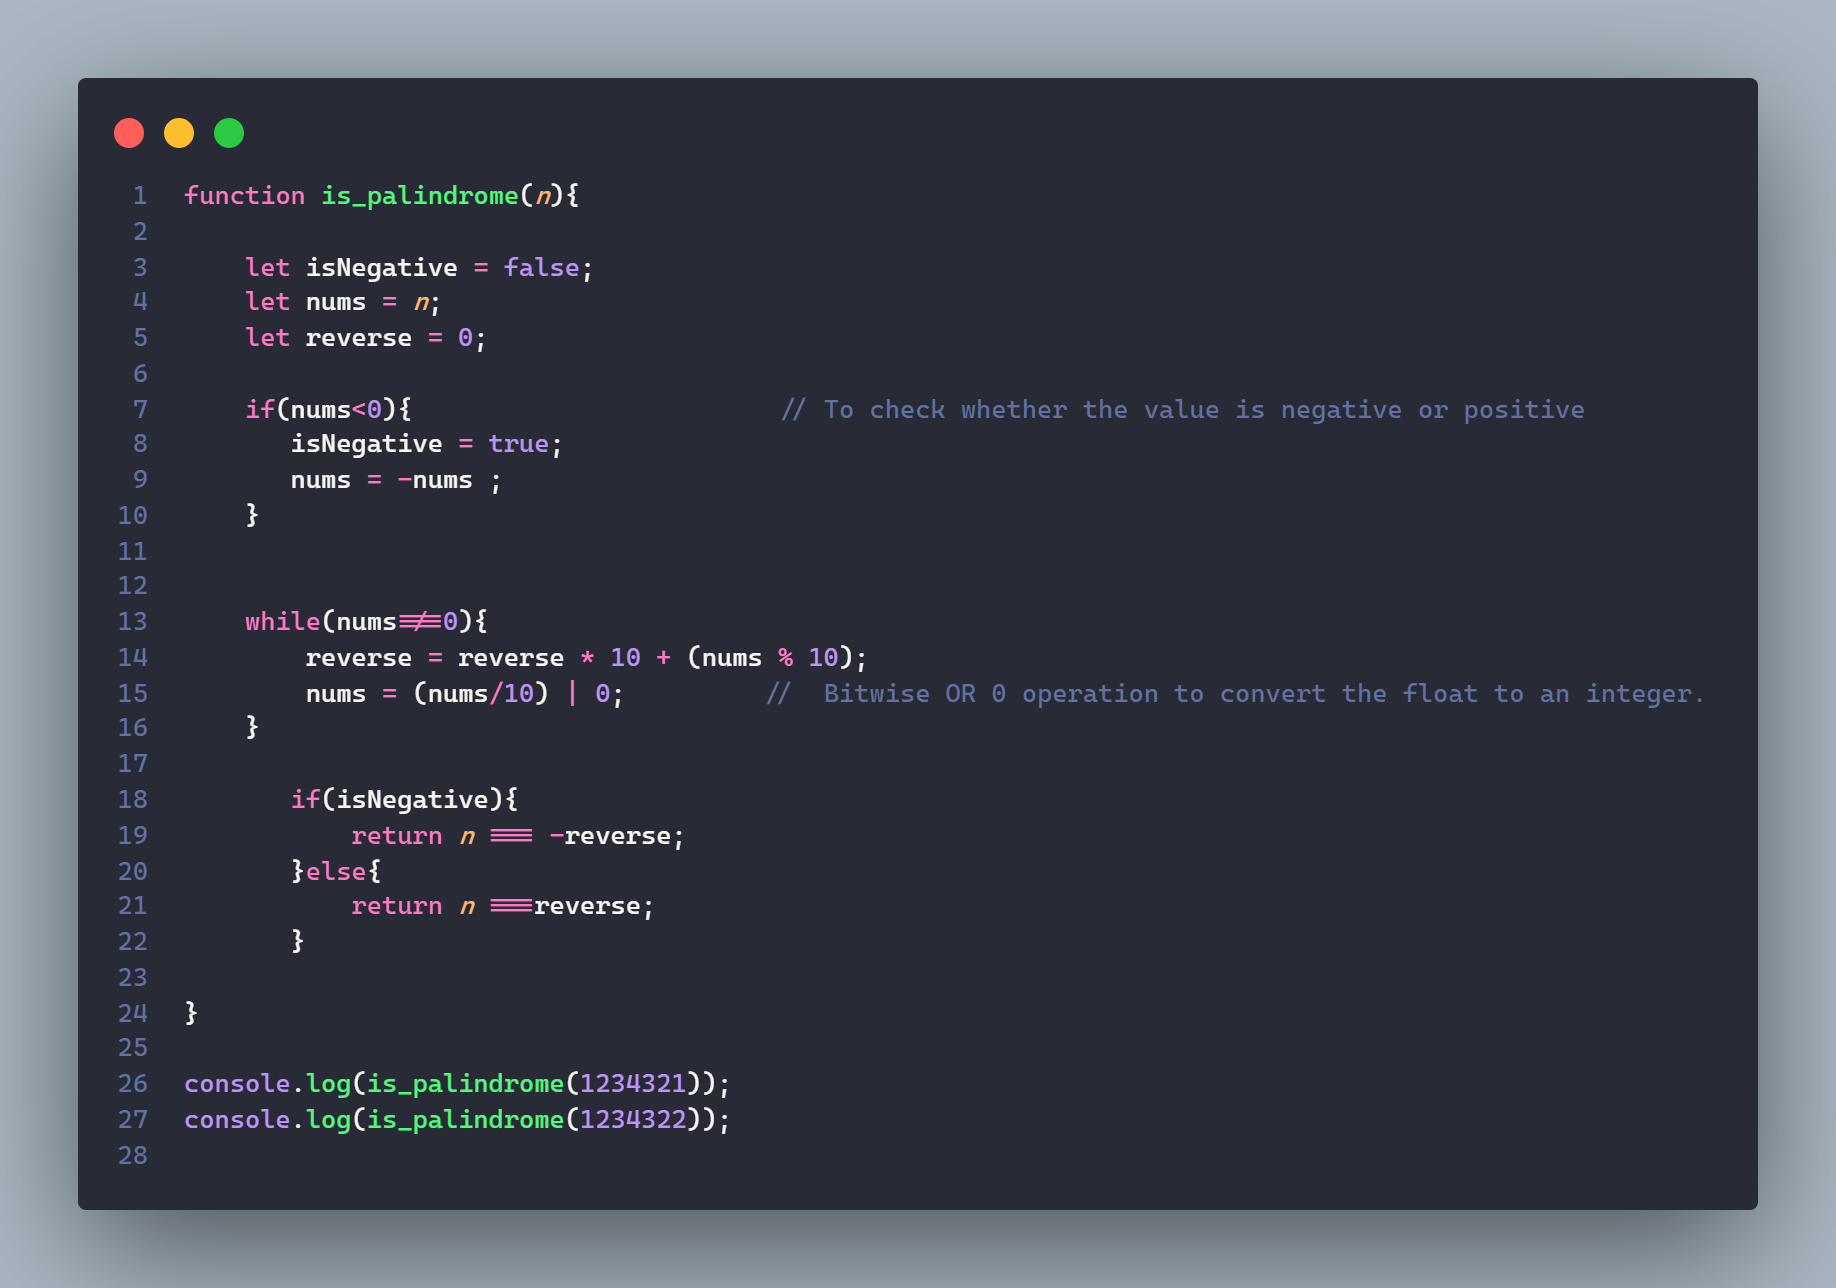 1 function is_palindrome(n){
2
3     let isNegative = false;
4     let nums = n;
5     let reverse = 0;
6
7     if(nums<0){                        // To check whether the value is negative or positive
8        isNegative = true;
9        nums = -nums ;
10     }
11
12
13     while(nums!==0){
14         reverse = reverse * 10 + (nums % 10);
15         nums = (nums/10) | 0;         //  Bitwise OR 0 operation to convert the float to an integer.
16     }
17
18        if(isNegative){
19            return n === -reverse;
20        }else{
21            return n ===reverse;
22        }
23
24 }
25
26 console.log(is_palindrome(1234321));
27 console.log(is_palindrome(1234322));
28